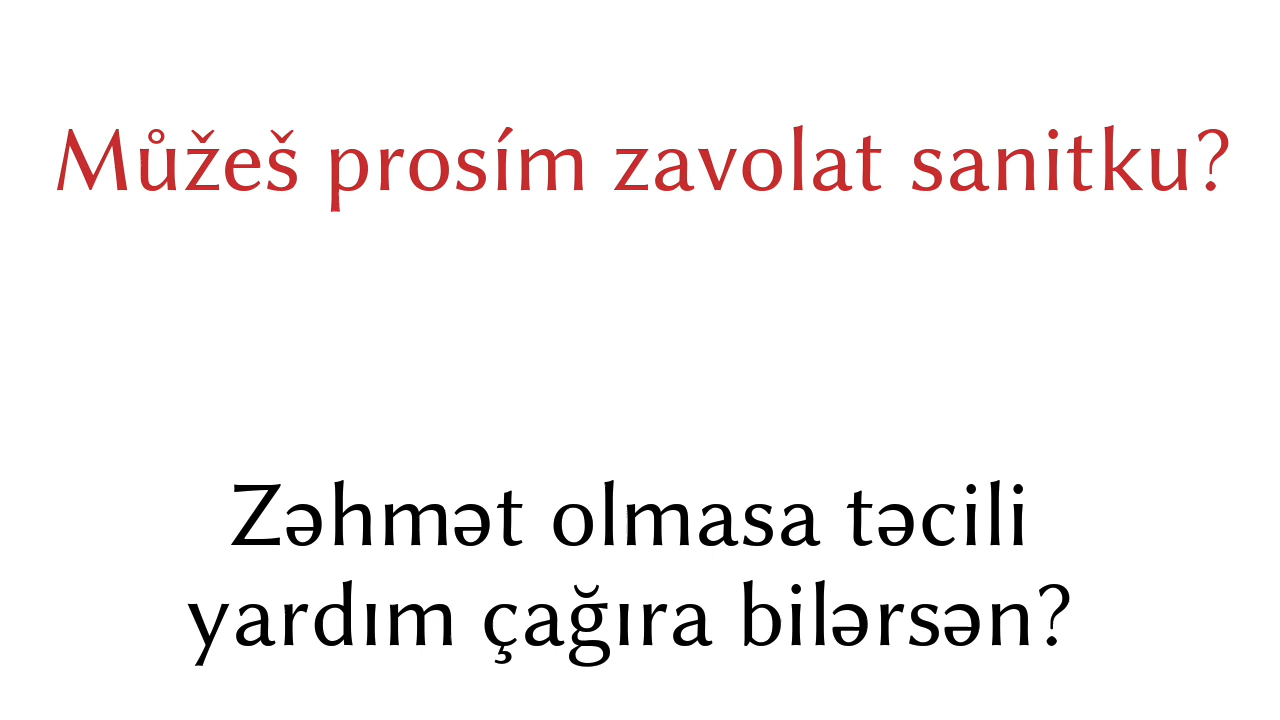 Můžeš prosím zavolat sanitku?
Zəhmət olmasa təcili
yardım çağıra bilərsən?